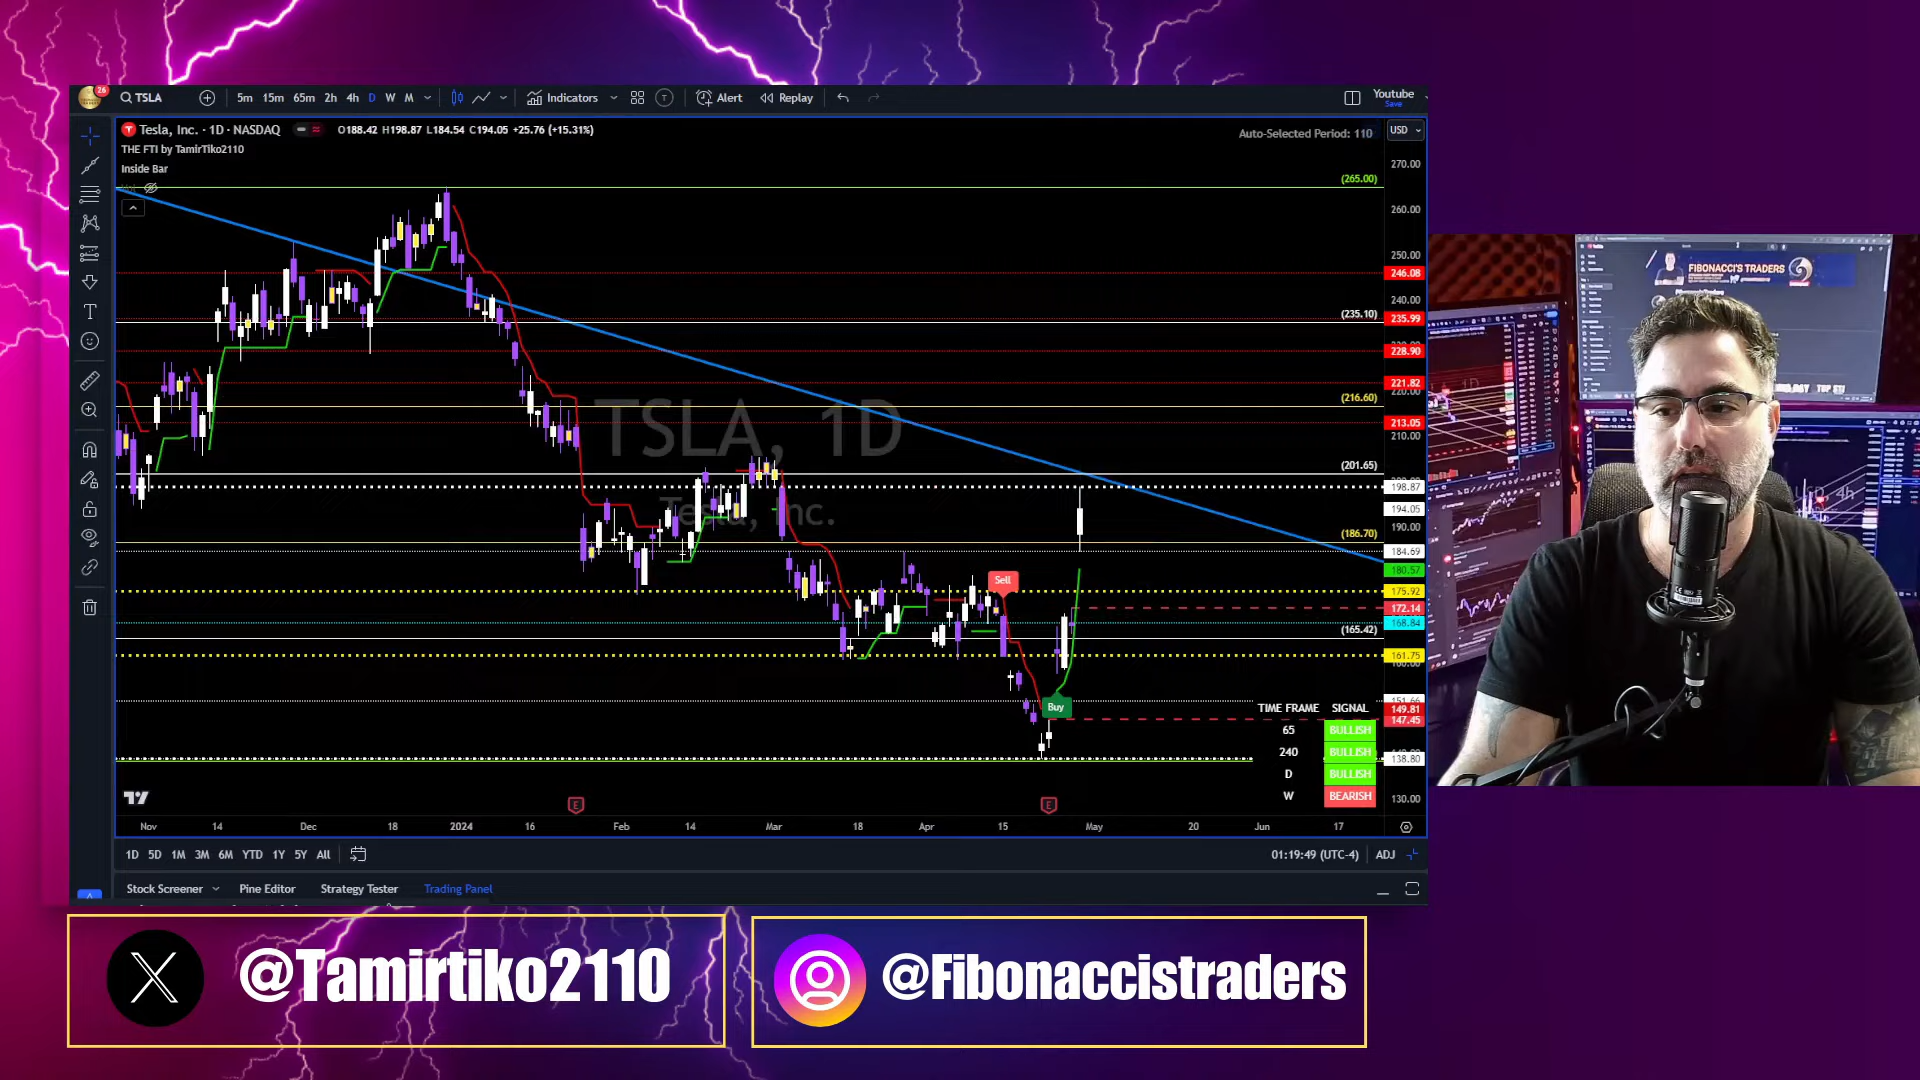 26
TSLA
5m 15m 65m 2h 4h D W M
Indicators
Alert
Replay
Youtube
Save
Tesla, Inc. · 1D · NASDAQ
O188.42 H198.87 L184.54 C194.05 +25.76 (+15.31%)
THE FTI by TamirTiko2110
Inside Bar
Auto-Selected Period: 110
USD
270.00
(265.00)
260.00
250.00
246.08
240.00
(235.10)
235.99
228.90
221.82
220.00
(216.60)
213.05
210.00
(201.65)
198.87
194.05
190.00
(186.70)
184.69
180.57
175.92
172.14
168.84
(165.42)
161.75
149.81
147.45
138.80
130.00
TSLA, 1D
Tesla, Inc.
Sell
Buy
TIME FRAME SIGNAL
65 BULLISH
240 BULLISH
D BULLISH
W BEARISH
E
E
Nov 14 Dec 18 2024 16 Feb 14 Mar 18 Apr 15 May 20 Jun 17
1D 5D 1M 3M 6M YTD 1Y 5Y All
01:19:49 (UTC-4)
ADJ
Stock Screener
Pine Editor
Strategy Tester
Trading Panel
FIBONACCI'S TRADERS
@Tamirtiko2110
@Fibonaccistraders